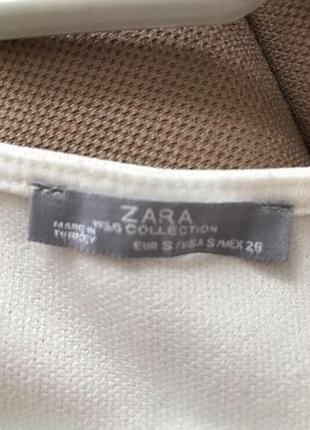 ZARA
W&B COLLECTION
MADE IN
TURKEY
EUR S/USA S/MEX 26